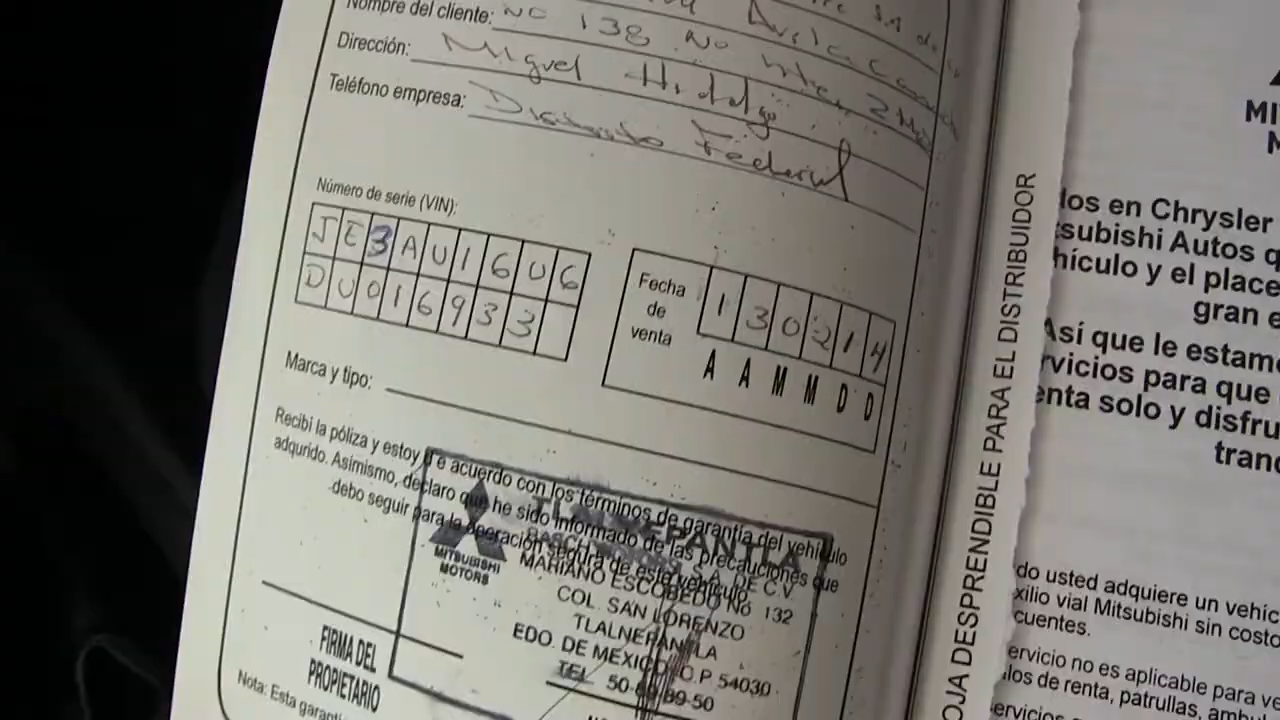 Nombre del cliente: No 138 No
Dirección: Miguel Hidalgo
Teléfono empresa: Distrito Federal
Número de serie (VIN):
J E 3 A U 1 6 U 6
D U 0 1 6 9 3 3
Fecha de venta
1 3 0 2 1 4
A A M M D D
Marca y tipo:
Recibi la póliza y estoy de acuerdo con los términos de garantía del vehículo
adqurido. Asimismo, declaro que he sido informado de las precauciones que
debo seguir para la operación segura de este vehículo.
MITSUBISHI
MOTORS
TLALNEPANTLA
S.A. DE C.V.
MARIANO ESCOBEDO No 132
COL. SAN LORENZO
TLALNEPANTLA
EDO. DE MEXICO C.P 54030
TEL. 50-89-50
FIRMA DEL
PROPIETARIO
Nota: Esta garantí
OJA DESPRENDIBLE PARA EL DISTRIBUIDOR
MI
M
los en Chrysler
subishi Autos q
hículo y el place
gran e
Así que le estam
rvicios para que
enta solo y disfru
tranq
do usted adquiere un vehíc
xilio vial Mitsubishi sin costo
cuentes.
ervicio no es aplicable para ve
los de renta, patrullas, ambu
ervicios